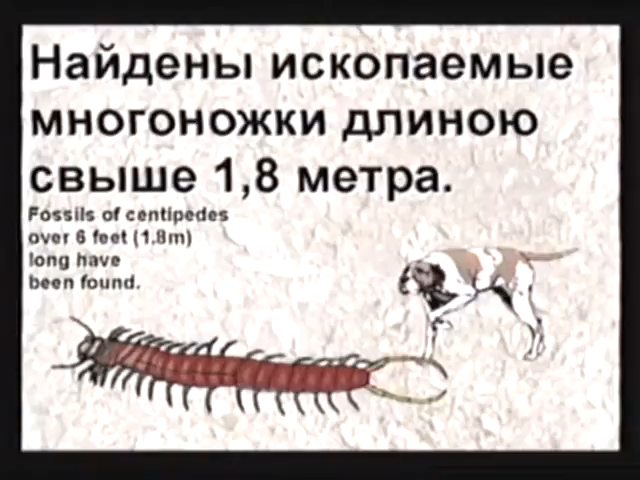 Найдены ископаемые
многоножки длиною
свыше 1,8 метра.
Fossils of centipedes
over 6 feet (1.8m)
long have
been found.